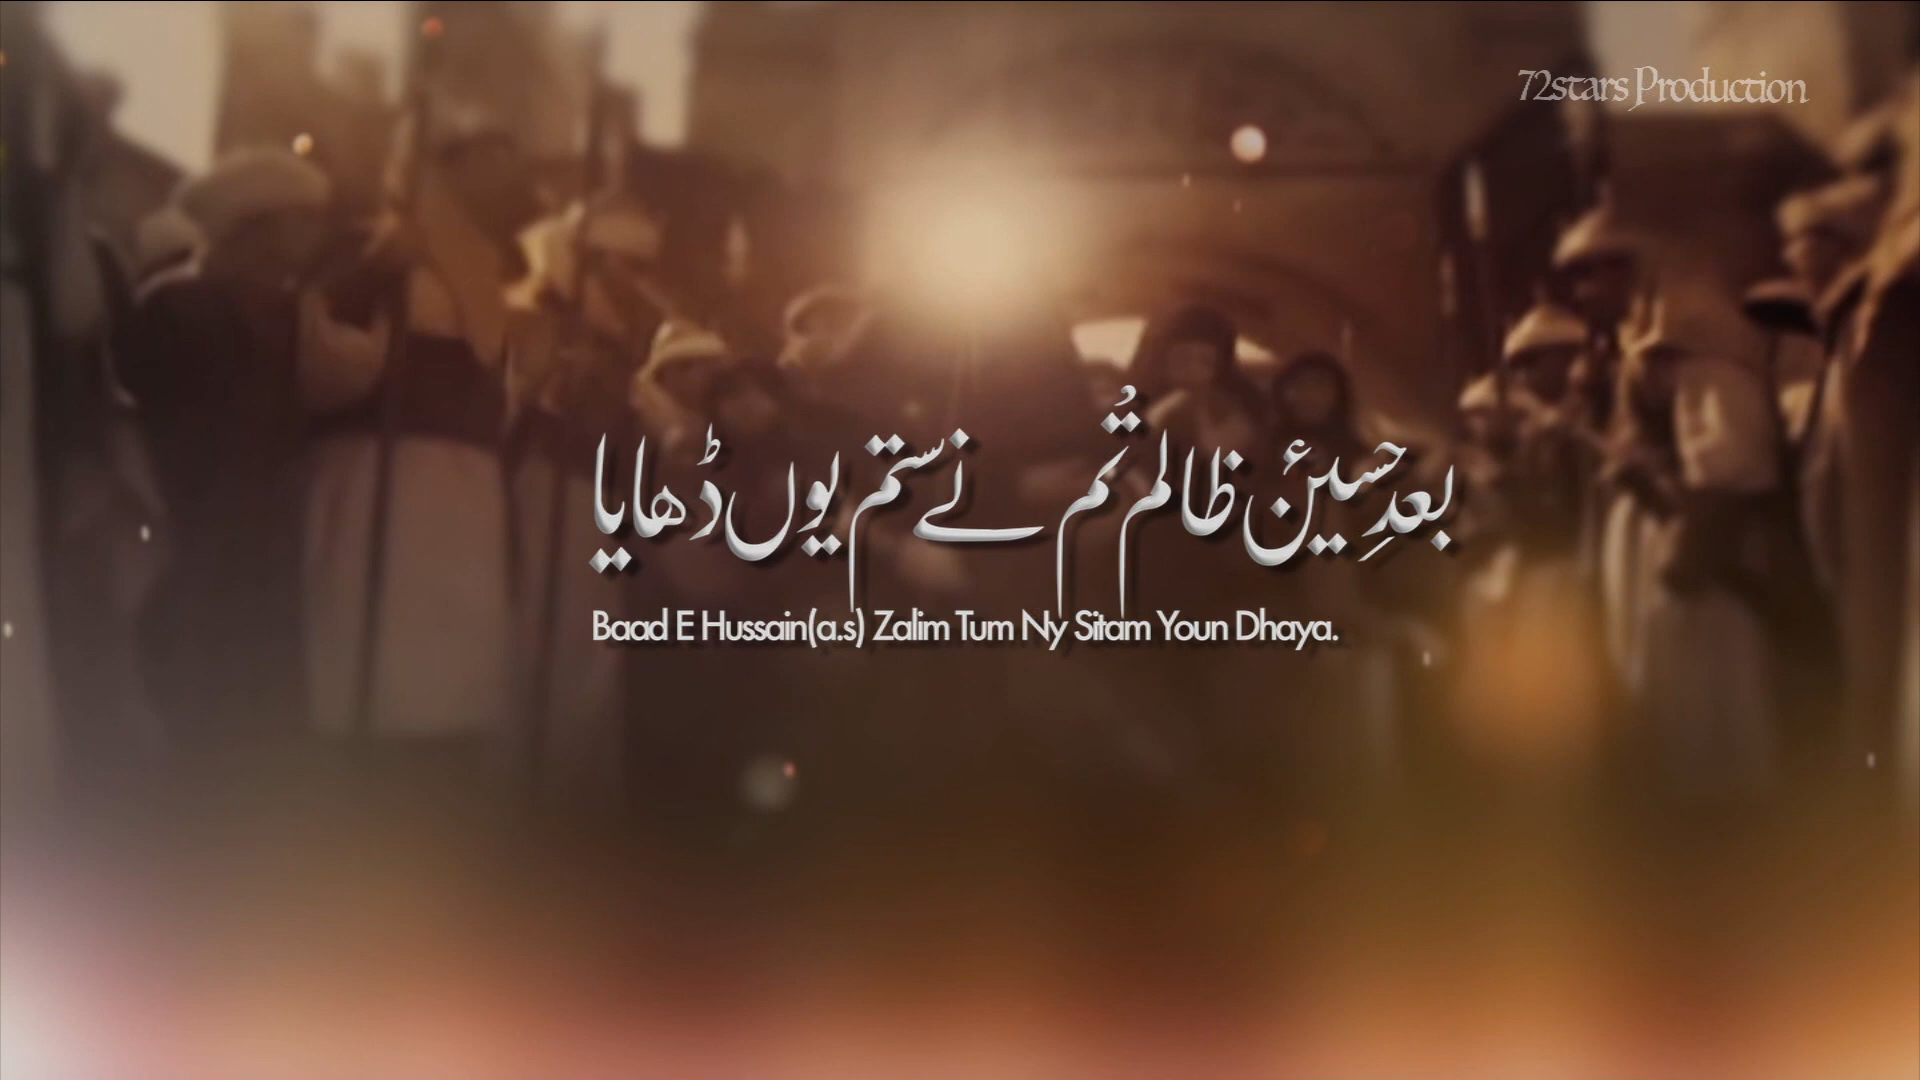 72stars Production
بعدِ حسینؑ ظالم تُم نے ستم یوں ڈھایا
Baad E Hussain(a.s) Zalim Tum Ny Sitam Youn Dhaya.